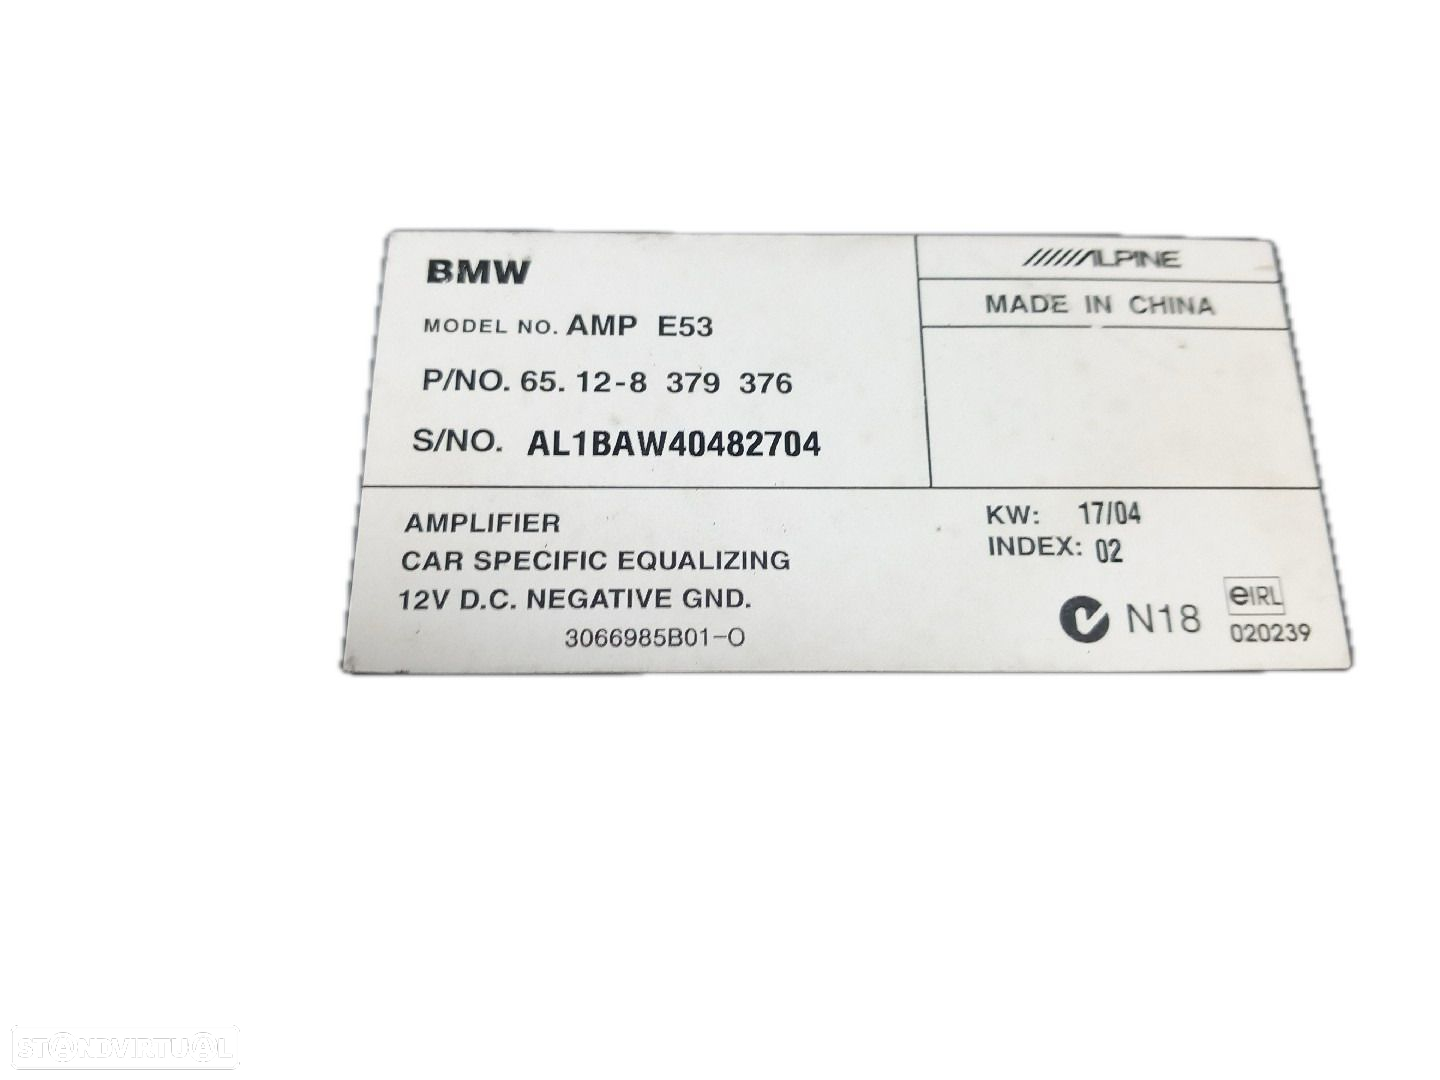 BMW
MODEL NO. AMP E53
P/NO. 65. 12-8 379 376
S/NO. AL1BAW40482704
ALPINE
MADE IN CHINA
AMPLIFIER
CAR SPECIFIC EQUALIZING
12V D.C. NEGATIVE GND.
3066985B01-O
KW: 17/04
INDEX: 02
N18
eIRL
020239
STANDVIRTUAL